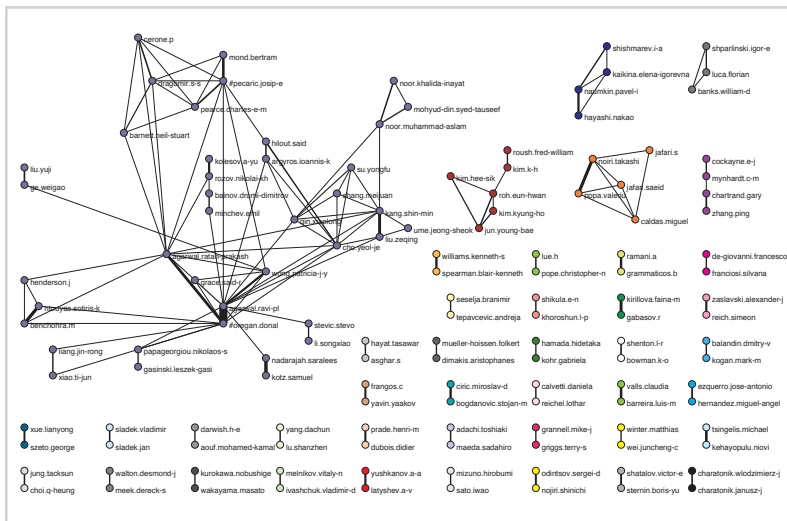 cerone.p
mond.bertram
dragomir.s-s
#pecaric.josip-e
pearce.charles-e-m
barnett.neil-stuart
noor.khalida-inayat
mohyud-din.syed-tauseef
noor.muhammad-aslam
shishmarev.i-a
kaikina.elena-igorevna
naumkin.pavel-i
hayashi.nakao
shparlinski.igor-e
luca.florian
banks.william-d
liu.yuji
ge.weigao
kolesov.a-yu
rozov.nikolai-kh
bainov.drumi-dimitrov
minchev.emil
hilout.said
argyros.ioannis-k
su.yongfu
shang.meijuan
qin.xiaolong
kang.shin-min
ume.jeong-sheok
liu.zeqing
cho.yeol-je
roush.fred-william
kim.k-h
kim.hee-sik
roh.eun-hwan
kim.kyung-ho
jun.young-bae
jafari.s
noiri.takashi
jafari.saeid
popa.valeriu
caldas.miguel
cockayne.e-j
mynhardt.c-m
chartrand.gary
zhang.ping
agarwal.ratan-prakash
wong.patricia-j-y
grace.said-r
henderson.j
ntouyas.sotiris-k
benchohra.m
agarwal.ravi-pl
#oregan.donal
stevic.stevo
li.songxiao
liang.jin-rong
xiao.ti-jun
papageorgiou.nikolaos-s
gasinski.leszek-gasi
nadarajah.saralees
kotz.samuel
williams.kenneth-s
spearman.blair-kenneth
lue.h
pope.christopher-n
ramani.a
grammaticos.b
de-giovanni.francesco
franciosi.silvana
seselja.branimir
tepavcevic.andreja
shikula.e-n
khoroshun.l-p
kirillova.faina-m
gabasov.r
zaslavski.alexander-j
reich.simeon
hayat.tasawar
asghar.s
mueller-hoissen.folkert
dimakis.aristophanes
hamada.hidetaka
kohr.gabriela
shenton.l-r
bowman.k-o
balandin.dmitry-v
kogan.mark-m
frangos.c
yavin.yaakov
ciric.miroslav-d
bogdanovic.stojan-m
calvetti.daniela
reichel.lothar
valls.claudia
barreira.luis-m
ezquerro.jose-antonio
hernandez.miguel-angel
xue.lianyong
szeto.george
sladek.vladimir
sladek.jan
darwish.h-e
aouf.mohamed-kamal
yang.dachun
lu.shanzhen
prade.henri-m
dubois.didier
adachi.toshiaki
maeda.sadahiro
grannell.mike-j
griggs.terry-s
winter.matthias
wei.juncheng-c
tsingelis.michael
kehayopulu.niovi
jung.tacksun
choi.q-heung
walton.desmond-j
meek.dereck-s
kurokawa.nobushige
wakayama.masato
melnikov.vitaly-n
ivashchuk.vladimir-d
yushkanov.a-a
latyshev.a-v
mizuno.hirobumi
sato.iwao
odintsov.sergei-d
nojiri.shinichi
shatalov.victor-e
sternin.boris-yu
charatonik.wlodzimierz-j
charatonik.janusz-j